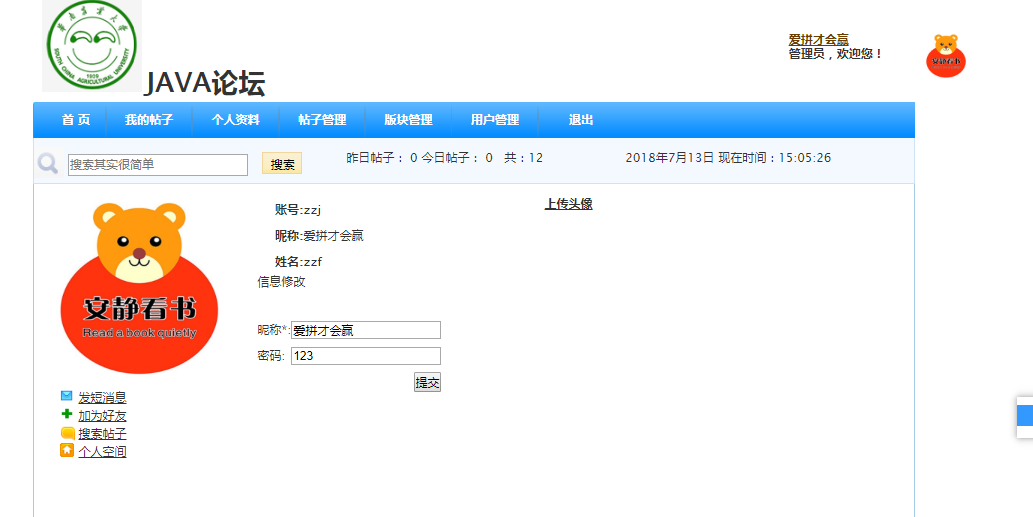 SOUTH CHINA AGRICULTURAL UNIVERSITY
1909
JAVA论坛
爱拼才会赢
管理员，欢迎您！
安静看书
首 页 我的帖子 个人资料 帖子管理 版块管理 用户管理 退出
搜索其实很简单 搜索 昨日帖子： 0 今日帖子： 0 共：12 2018年7月13日 现在时间：15:05:26
安静看书
Read a book quietly
账号:zzj
上传头像
昵称:爱拼才会赢
姓名:zzf
信息修改
昵称*:爱拼才会赢
密码: 123
提交
发短消息
加为好友
搜索帖子
个人空间